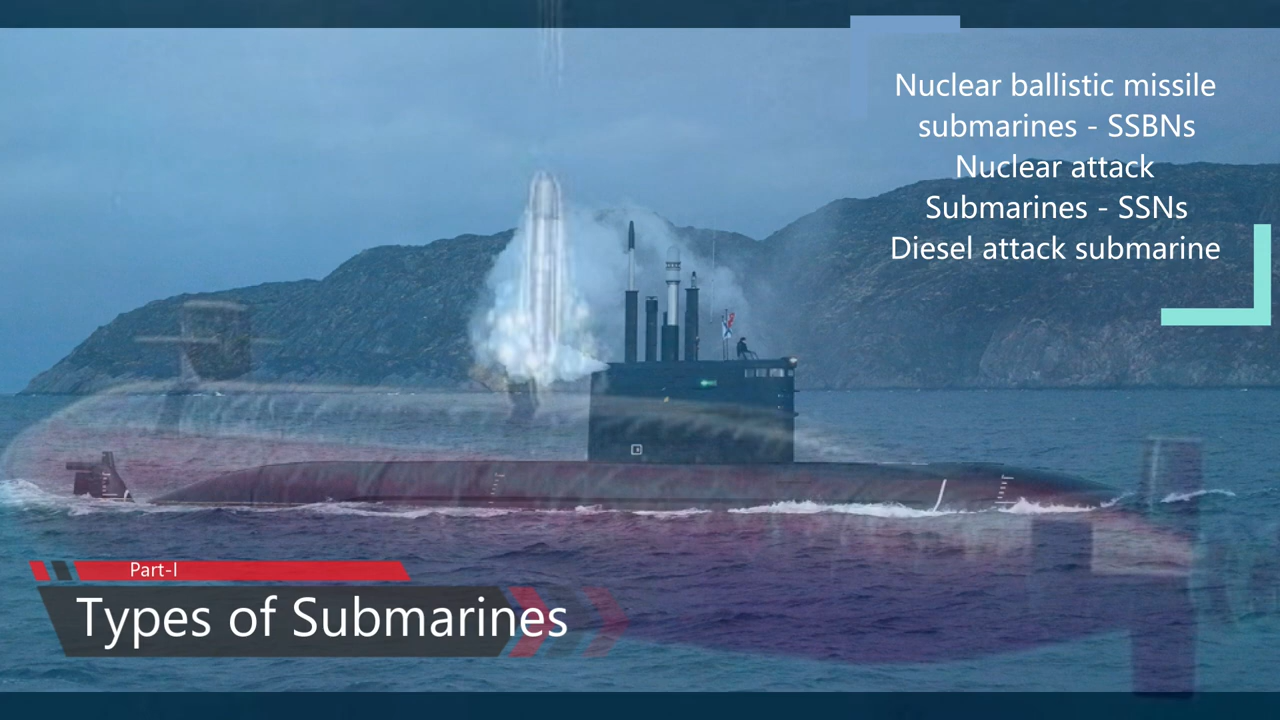 Nuclear ballistic missile
submarines - SSBNs
Nuclear attack
Submarines - SSNs
Diesel attack submarine
Part-I
Types of Submarines